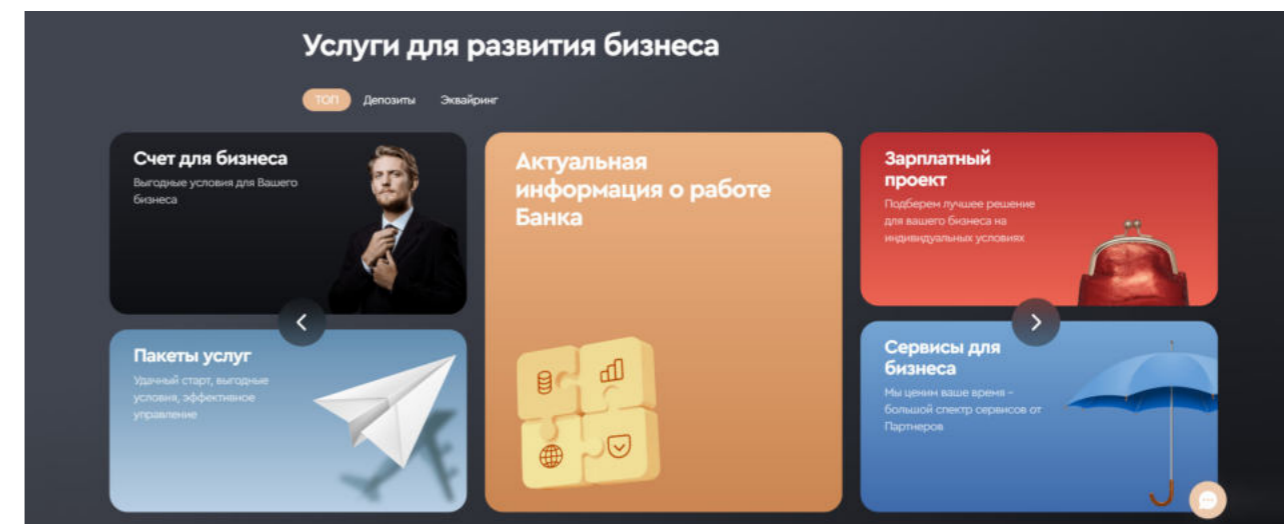 Услуги для развития бизнеса
ТОП Депозиты Эквайринг
Счет для бизнеса
Выгодные условия для Вашего
бизнеса
Пакеты услуг
Удачный старт, выгодные
условия, эффективное
управление
Актуальная
информация о работе
Банка
Зарплатный
проект
Подберем лучшее решение
для вашего бизнеса на
индивидуальных условиях
Сервисы для
бизнеса
Мы ценим ваше время –
большой спектр сервисов от
Партнеров